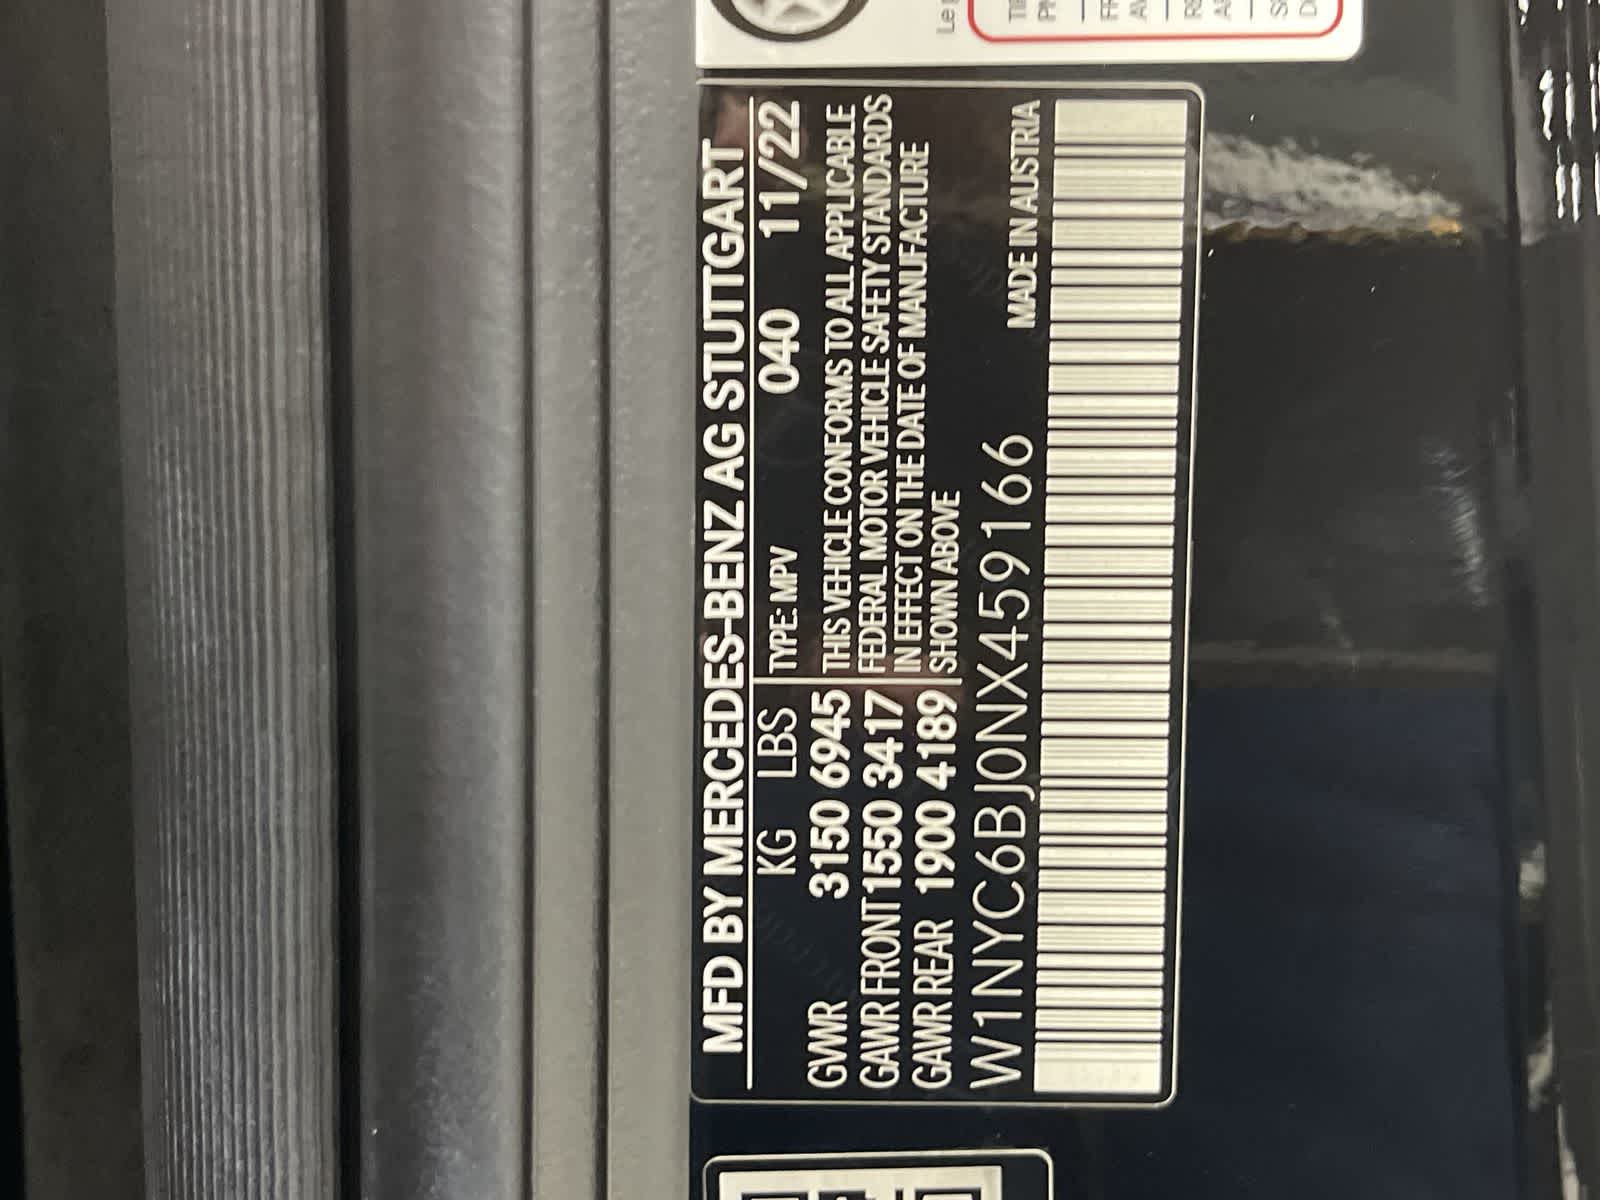 MFD BY MERCEDES-BENZ AG STUTTGART
KG LBS TYPE: MPV 040 11/22
GVWR 3150 6945 THIS VEHICLE CONFORMS TO ALL APPLICABLE
GAWR FRONT 1550 3417 FEDERAL MOTOR VEHICLE SAFETY STANDARDS
GAWR REAR 1900 4189 IN EFFECT ON THE DATE OF MANUFACTURE
SHOWN ABOVE
W1NYC6BJ0NX459166 MADE IN AUSTRIA
Le